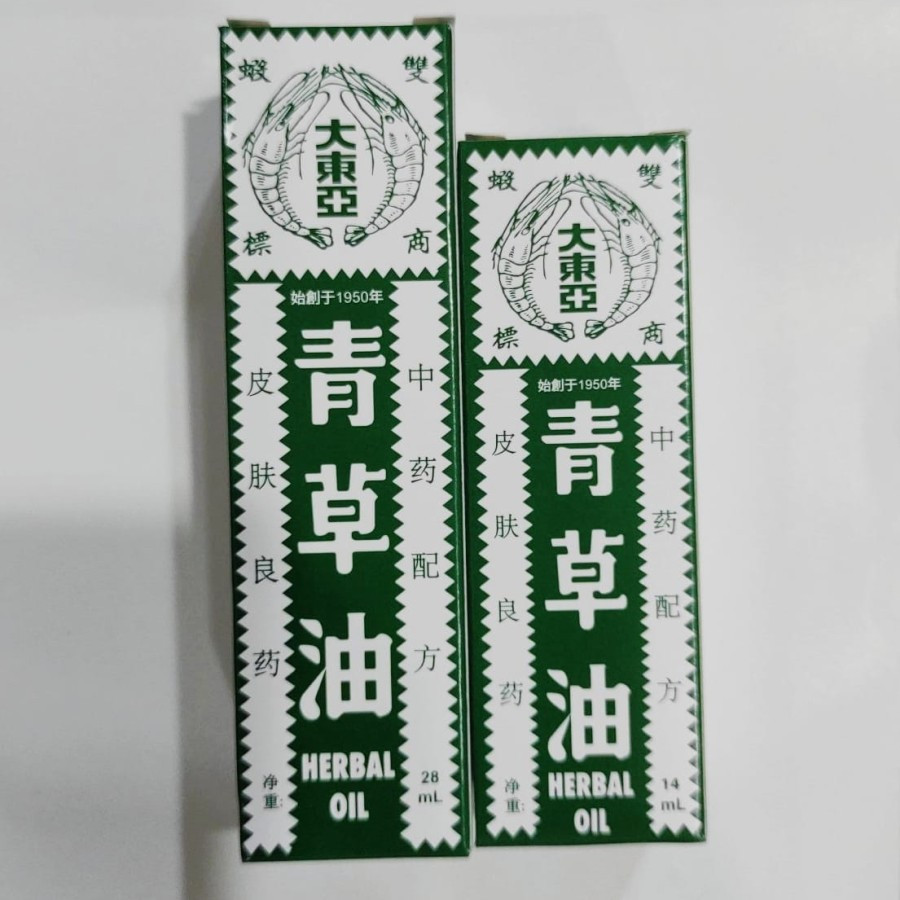 雙蝦
大東亞
商標
始創于1950年
青草油
HERBAL
OIL
中药配方
皮肤良药
净重:
28
mL
雙蝦
大東亞
商標
始創于1950年
青草油
HERBAL
OIL
中药配方
皮肤良药
净重:
14
mL